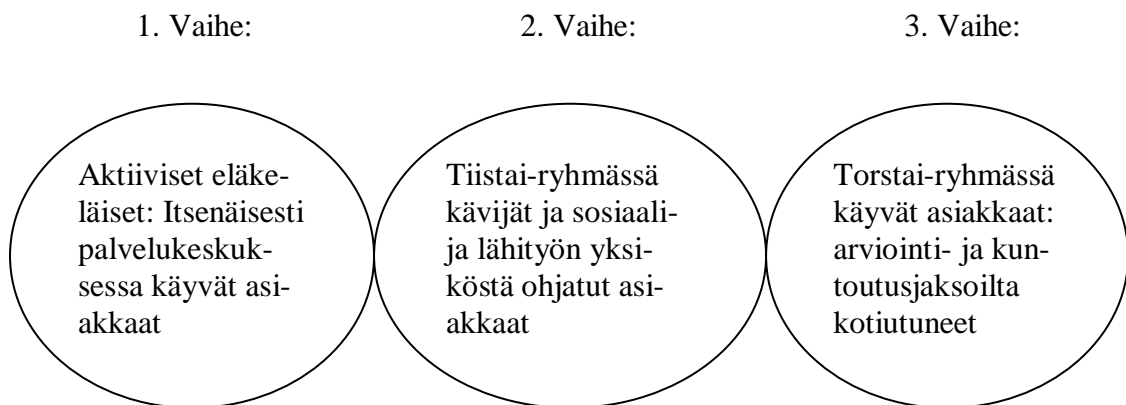 1. Vaihe:
2. Vaihe:
3. Vaihe:
Aktiiviset eläke-
läiset: Itsenäisesti
palvelukeskuk-
sessa käyvät asi-
akkaat
Tiistai-ryhmässä
kävijät ja sosiaali-
ja lähityön yksi-
köstä ohjatut asi-
akkaat
Torstai-ryhmässä
käyvät asiakkaat:
arviointi- ja kun-
toutusjaksoilta
kotiutuneet